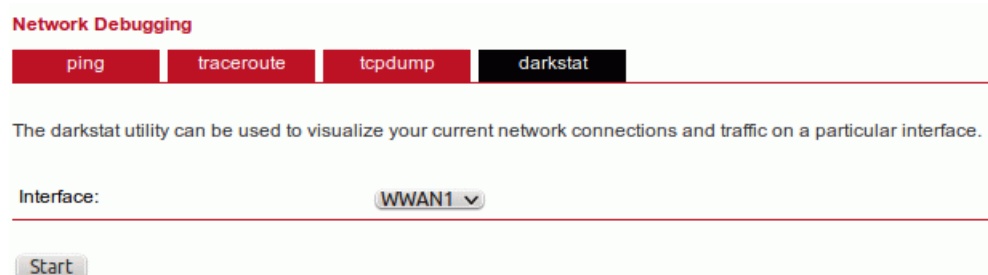 Network Debugging
ping traceroute tcpdump darkstat
The darkstat utility can be used to visualize your current network connections and traffic on a particular interface.
Interface: WWAN1
Start